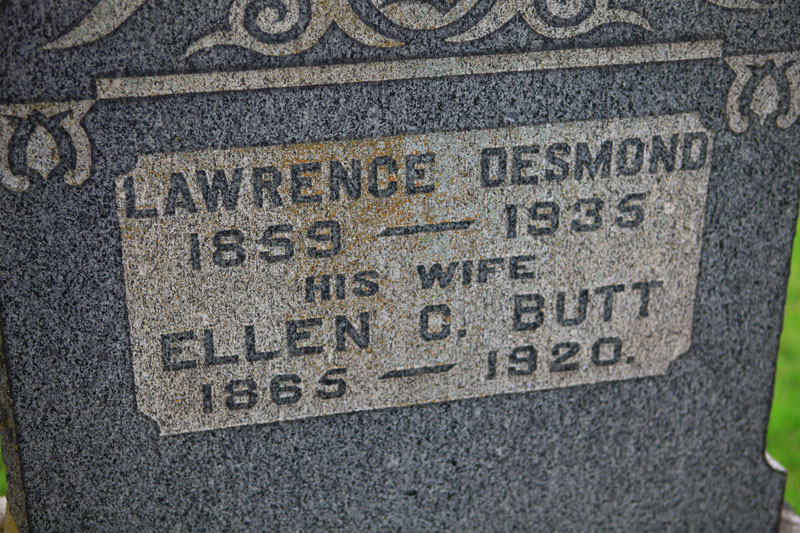 LAWRENCE DESMOND
1859 — 1935
HIS WIFE
ELLEN C. BUTT
1865 — 1920.